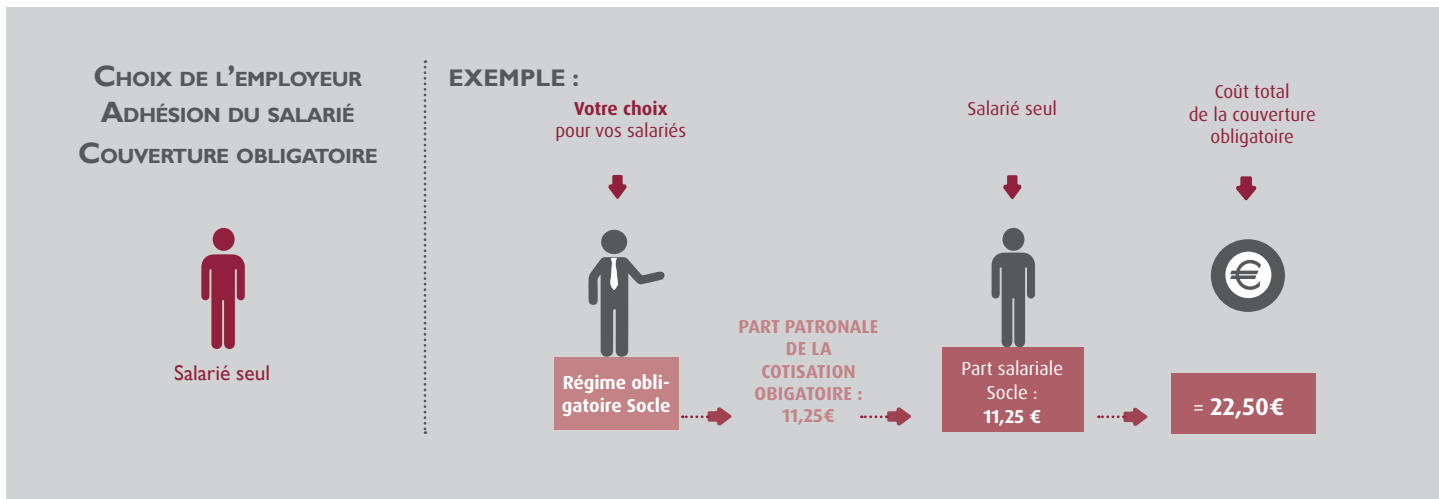 CHOIX DE L'EMPLOYEUR
ADHÉSION DU SALARIÉ
COUVERTURE OBLIGATOIRE
Salarié seul
EXEMPLE :
Votre choix
pour vos salariés
Régime obli-
gatoire Socle
PART PATRONALE
DE LA
COTISATION
OBIGATOIRE :
11,25€
Salarié seul
Part salariale
Socle :
11,25 €
Coût total
de la couverture
obligatoire
€
= 22,50€